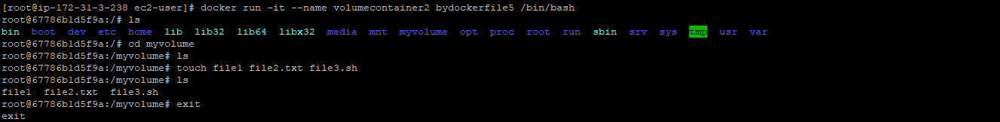 [root@ip-172-31-3-238 ec2-user]# docker run -it --name volumecontainer2 bydockerfile5 /bin/bash
root@67786b1d5f9a:/# ls
bin  boot  dev  etc  home  lib  lib32  lib64  libx32  media  mnt  myvolume  opt  proc  root  run  sbin  srv  sys  tmp  usr  var
root@67786b1d5f9a:/# cd myvolume
root@67786b1d5f9a:/myvolume# ls
root@67786b1d5f9a:/myvolume# touch file1 file2.txt file3.sh
root@67786b1d5f9a:/myvolume# ls
file1  file2.txt  file3.sh
root@67786b1d5f9a:/myvolume# exit
exit